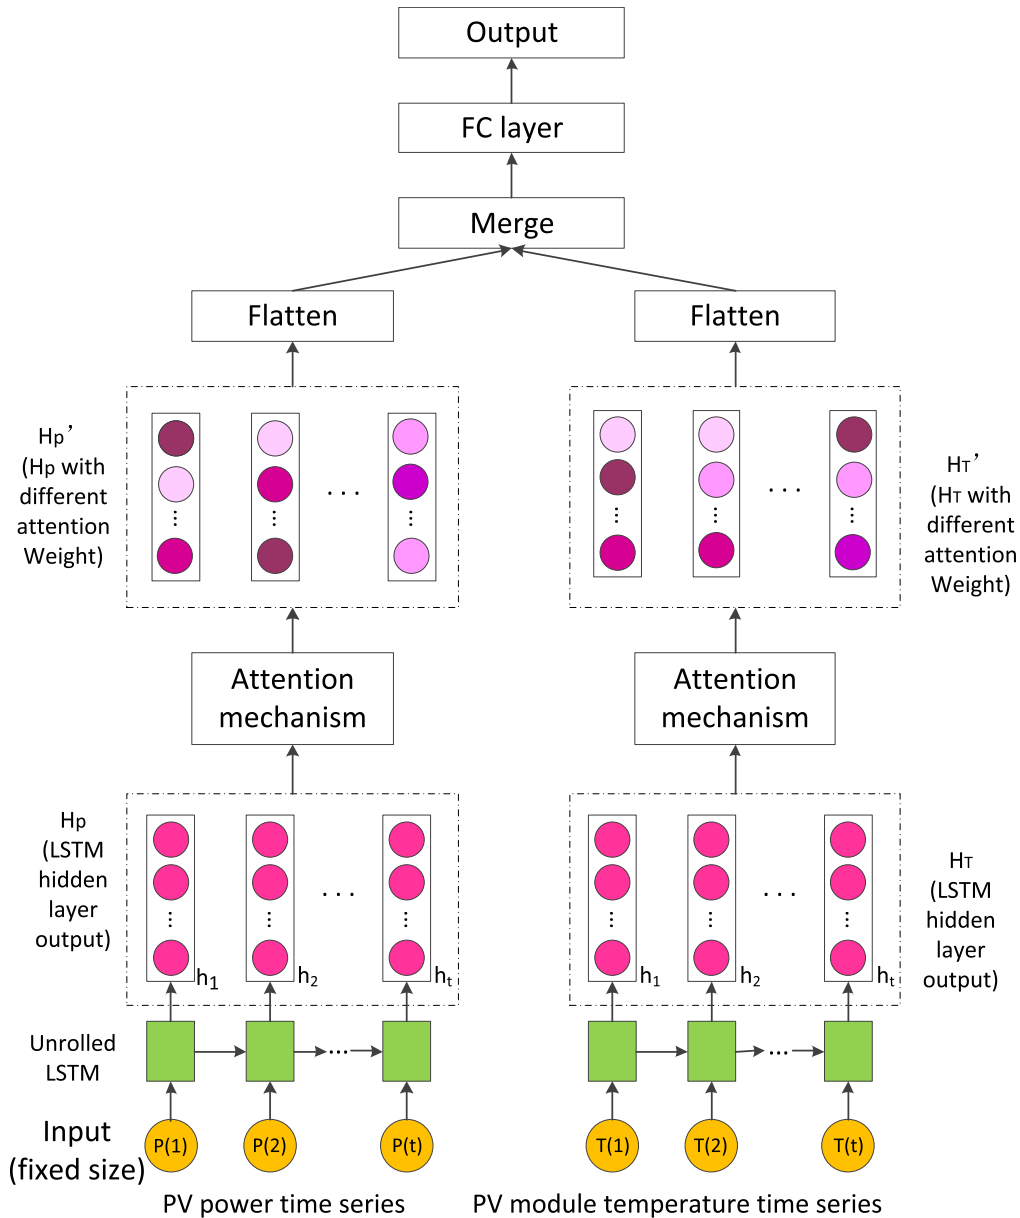 Output
FC layer
Merge
Flatten
Flatten
Hp’
(Hp with
different
attention
Weight)
. . .
HT’
(HT with
different
attention
Weight)
. . .
Attention
mechanism
Attention
mechanism
Hp
(LSTM
hidden
layer
output)
. . .
h1
h2
ht
HT
(LSTM
hidden
layer
output)
. . .
h1
h2
ht
Unrolled
LSTM
...
...
Input
(fixed size)
P(1)
P(2)
P(t)
T(1)
T(2)
T(t)
PV power time series
PV module temperature time series